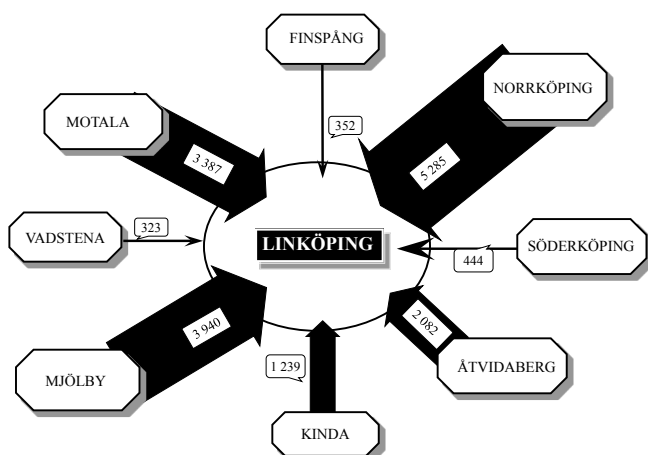 FINSPÅNG
NORRKÖPING
MOTALA
352
3 387
5 285
VADSTENA
323
LINKÖPING
SÖDERKÖPING
444
3 940
2 082
MJÖLBY
1 239
ÅTVIDABERG
KINDA